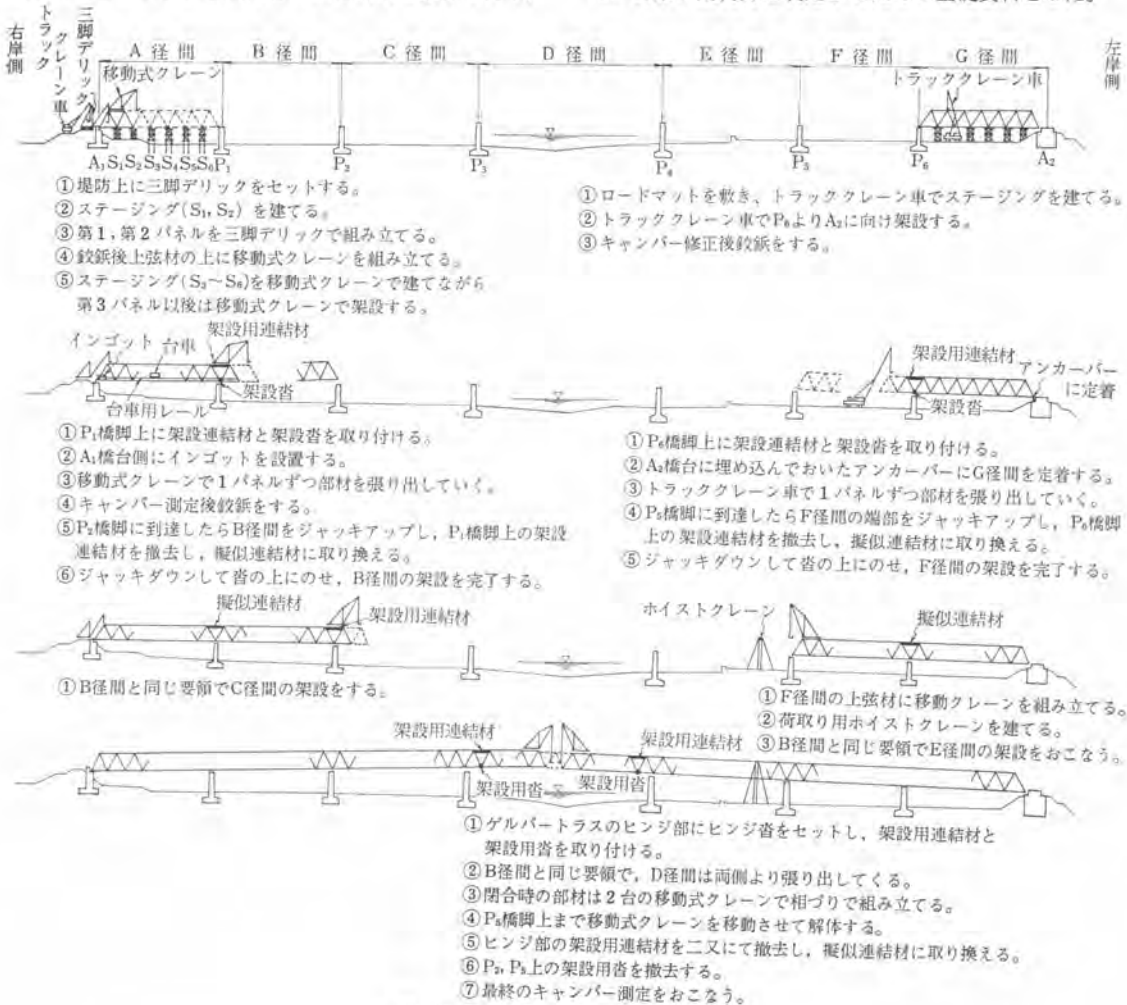 右岸側
トラッククレーン車
三脚デリック
A径間
B径間
C径間
D径間
E径間
F径間
G径間
左岸側
移動式クレーン
トラッククレーン車
A₁ S₁ S₂ S₃ S₄ S₅ S₆ P₁
P₂
P₃
P₄
P₅
P₆
A₂
①堤防上に三脚デリックをセットする。
②ステージング(S₁, S₂) を建てる。
③第1, 第2パネルを三脚デリックで組み立てる。
④鉸鋲後上弦材の上に移動式クレーンを組み立てる。
⑤ステージング(S₃～S₆)を移動式クレーンで建てながら
第3パネル以後は移動式クレーンで架設する。
①ロードマットを敷き、トラッククレーン車でステージングを建てる。
②トラッククレーン車でP₆よりA₂に向け架設する。
③キャンバー修正後鉸鋲をする。
インゴット
台車
架設用連結材
架設沓
台車用レール
架設用連結材
アンカーバーに定着
架設沓
①P₁橋脚上に架設連結材と架設沓を取り付ける。
②A₁橋台側にインゴットを設置する。
③移動式クレーンで1パネルずつ部材を張り出していく。
④キャンバー測定後鉸鋲をする。
⑤P₂橋脚に到達したらB径間をジャッキアップし, P₁橋脚上の架設
連結材を撤去し, 擬似連結材に取り換える。
⑥ジャッキダウンして沓の上にのせ, B径間の架設を完了する。
①P₆橋脚上に架設連結材と架設沓を取り付ける。
②A₂橋台に埋め込んでおいたアンカーバーにG径間を定着する。
③トラッククレーン車で1パネルずつ部材を張り出していく。
④P₅橋脚に到達したらF径間の端部をジャッキアップし, P₆橋脚
上の架設連結材を撤去し, 擬似連結材に取り換える。
⑤ジャッキダウンして沓の上にのせ, F径間の架設を完了する。
擬似連結材
架設用連結材
ホイストクレーン
擬似連結材
①B径間と同じ要領でC径間の架設をする。
①F径間の上弦材に移動クレーンを組み立てる。
②荷取り用ホイストクレーンを建てる。
③B径間と同じ要領でE径間の架設をおこなう。
架設用連結材
架設用連結材
架設用沓
架設用沓
①ゲルバートラスのヒンジ部にヒンジ沓をセットし、架設用連結材と
架設用沓を取り付ける。
②B径間と同じ要領で, D径間は両側より張り出してくる。
③閉合時の部材は2台の移動式クレーンで相づりで組み立てる。
④P₅橋脚上まで移動式クレーンを移動させて解体する。
⑤ヒンジ部の架設用連結材を二又にて撤去し, 擬似連結材に取り換える。
⑥P₂, P₅上の架設用沓を撤去する。
⑦最終のキャンバー測定をおこなう。